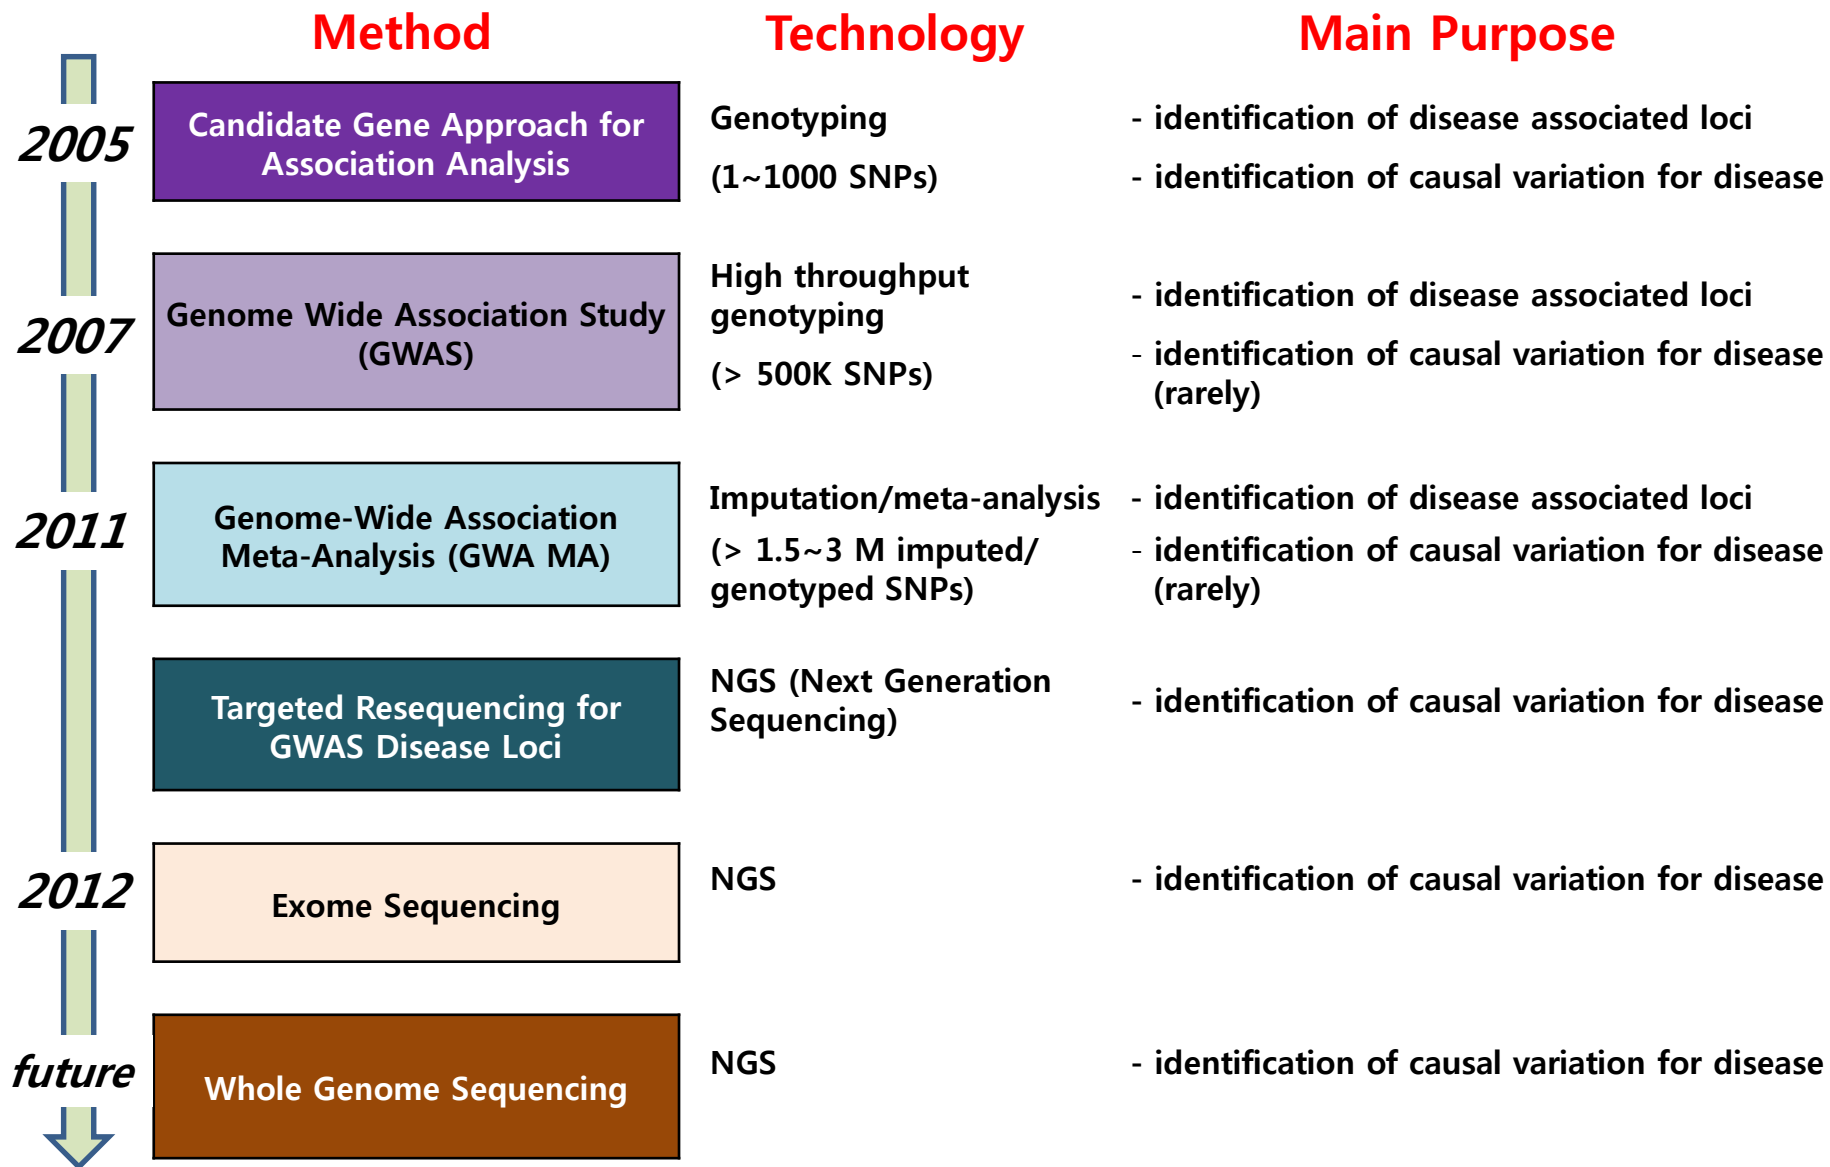 Method
Technology
Main Purpose
2005
Candidate Gene Approach for
Association Analysis
Genotyping
(1~1000 SNPs)
- identification of disease associated loci
- identification of causal variation for disease
2007
Genome Wide Association Study
(GWAS)
High throughput
genotyping
(> 500K SNPs)
- identification of disease associated loci
- identification of causal variation for disease
(rarely)
2011
Genome-Wide Association
Meta-Analysis (GWA MA)
Imputation/meta-analysis
(> 1.5~3 M imputed/
genotyped SNPs)
- identification of disease associated loci
- identification of causal variation for disease
(rarely)
Targeted Resequencing for
GWAS Disease Loci
NGS (Next Generation
Sequencing)
- identification of causal variation for disease
2012
Exome Sequencing
NGS
- identification of causal variation for disease
future
Whole Genome Sequencing
NGS
- identification of causal variation for disease